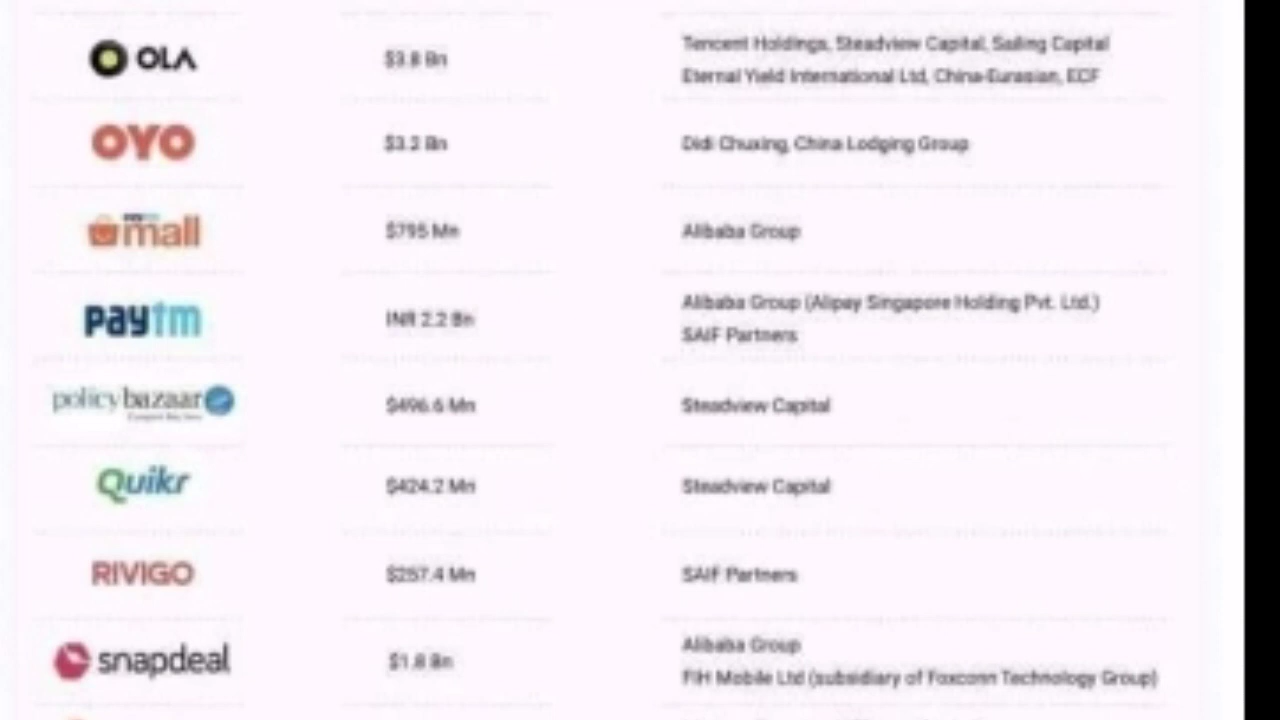 OLA $3.8 Bn Tencent Holdings, Steadview Capital, Sailing Capital
Eternal Yield International Ltd, China-Eurasian, ECF
OYO $3.2 Bn Didi Chuxing, China Lodging Group
paytm mall $795 Mn Alibaba Group
paytm INR 2.2 Bn Alibaba Group (Alipay Singapore Holding Pvt. Ltd.)
SAIF Partners
policybazaar $496.6 Mn Steadview Capital
Quikr $424.2 Mn Steadview Capital
RIVIGO $257.4 Mn SAIF Partners
snapdeal $1.8 Bn Alibaba Group
FIH Mobile Ltd (subsidiary of Foxconn Technology Group)